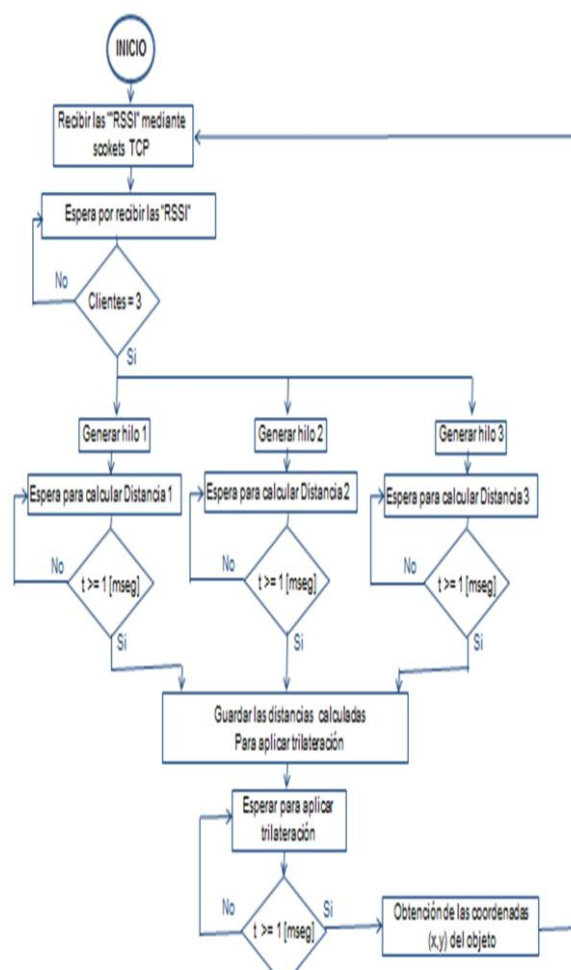 INICIO
Recibir las ""RSSI" mediante
scokets TCP
Espera por recibir las "RSSI"
No
Clientes = 3
Si
Generar hilo 1
Generar hilo 2
Generar hilo 3
Espera para calcular Distancia 1
Espera para calcular Distancia 2
Espera para calcular Distancia 3
No
No
No
t >= 1 [mseg]
t >= 1 [mseg]
t >= 1 [mseg]
Si
Si
Si
Guardar las distancias calculadas
Para aplicar trilateración
Esperar para aplicar
trilateración
No
Si
t >= 1 [mseg]
Obtención de las coordenadas
(x,y) del objeto